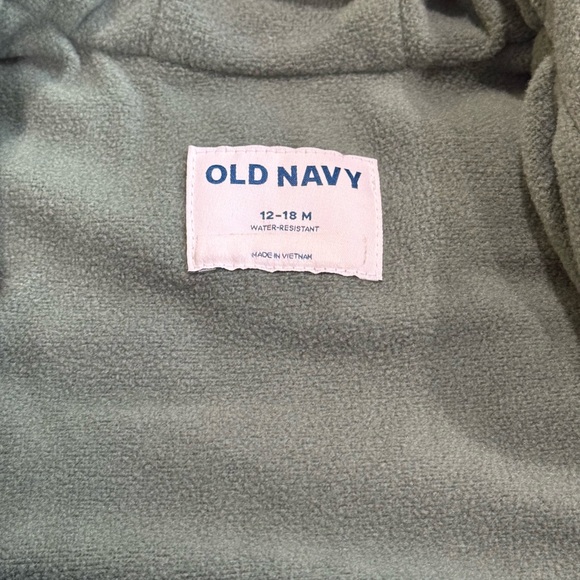 OLD NAVY
12-18 M
WATER-RESISTANT
MADE IN VIETNAM